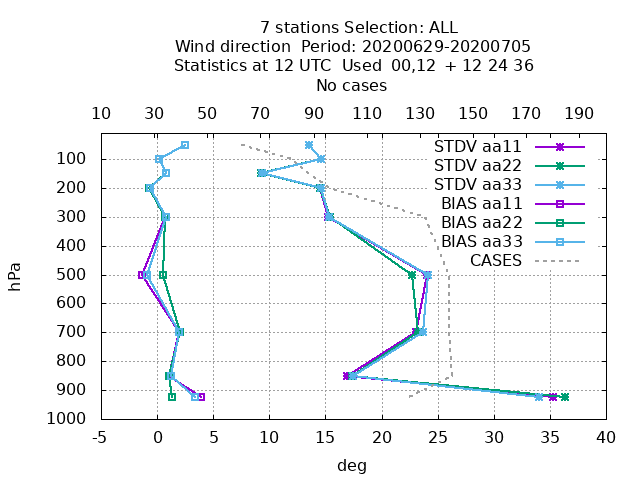 7 stations Selection: ALL
Wind direction  Period: 20200629-20200705
Statistics at 12 UTC  Used  00,12  + 12 24 36
No cases
10 30 50 70 90 110 130 150 170 190
STDV aa11
STDV aa22
STDV aa33
BIAS aa11
BIAS aa22
BIAS aa33
CASES
hPa
100
200
300
400
500
600
700
800
900
1000
-5 0 5 10 15 20 25 30 35 40
deg